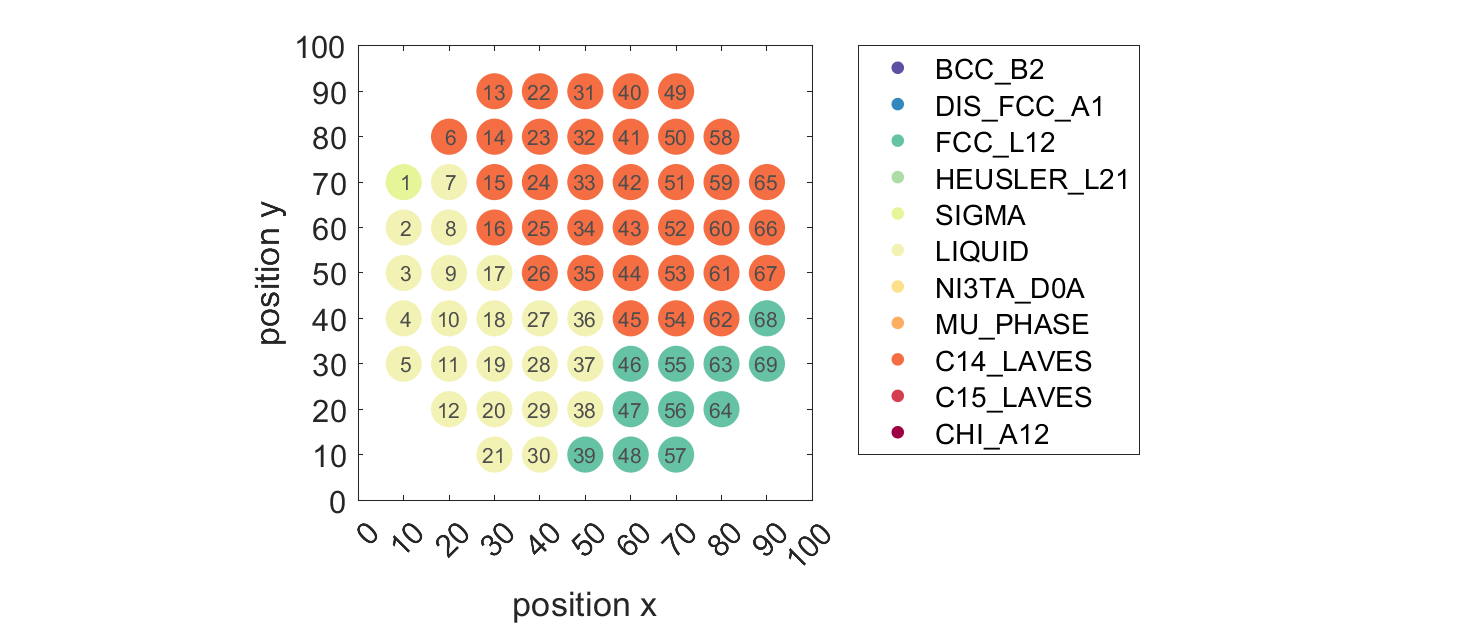 100
90 13 22 31 40 49
80 6 14 23 32 41 50 58
70 1 7 15 24 33 42 51 59 65
60 2 8 16 25 34 43 52 60 66
50 3 9 17 26 35 44 53 61 67
40 4 10 18 27 36 45 54 62 68
30 5 11 19 28 37 46 55 63 69
20 12 20 29 38 47 56 64
10 21 30 39 48 57
0
0 10 20 30 40 50 60 70 80 90 100
position x
position y
BCC_B2
DIS_FCC_A1
FCC_L12
HEUSLER_L21
SIGMA
LIQUID
NI3TA_D0A
MU_PHASE
C14_LAVES
C15_LAVES
CHI_A12